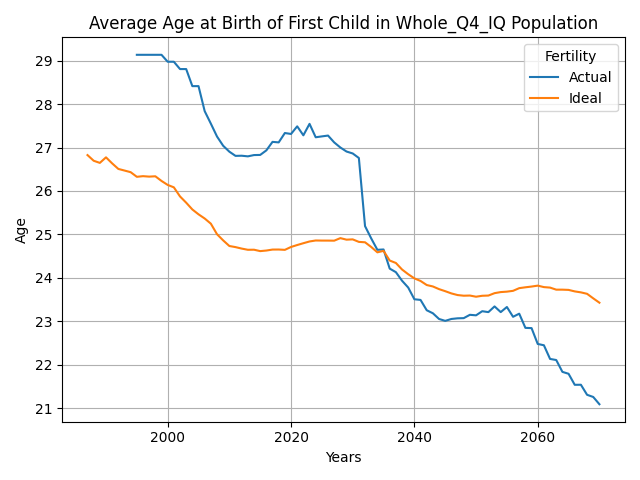 Average Age at Birth of First Child in Whole_Q4_IQ Population
Fertility
Actual
Ideal
Age
29
28
27
26
25
24
23
22
21
2000
2020
2040
2060
Years